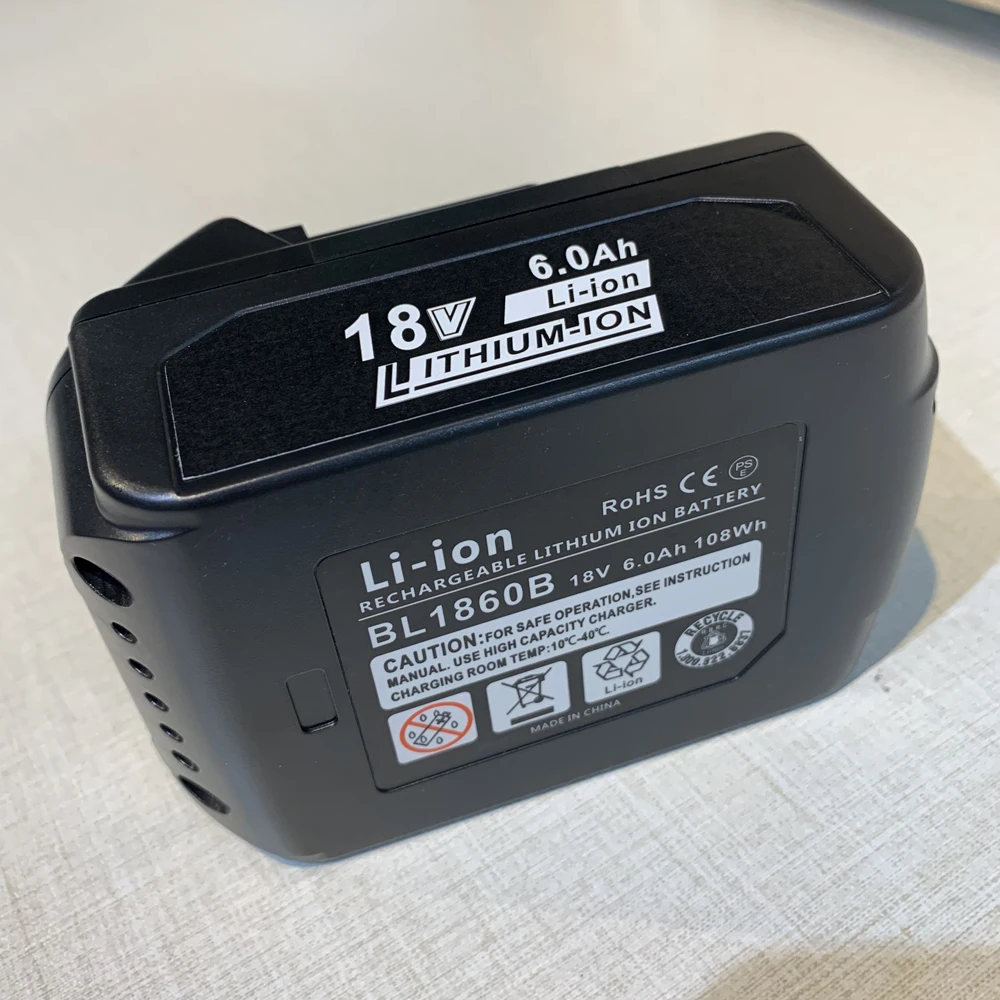 6.0Ah
18V
Li-ion
LITHIUM-ION
RoHS CE PSE
Li-ion
RECHARGEABLE LITHIUM ION BATTERY
BL1860B 18V 6.0Ah 108Wh
CAUTION:FOR SAFE OPERATION,SEE INSTRUCTION
MANUAL. USE HIGH CAPACITY CHARGER.
CHARGING ROOM TEMP:10℃-40℃.
Li-ion
RECYCLE
MADE IN CHINA